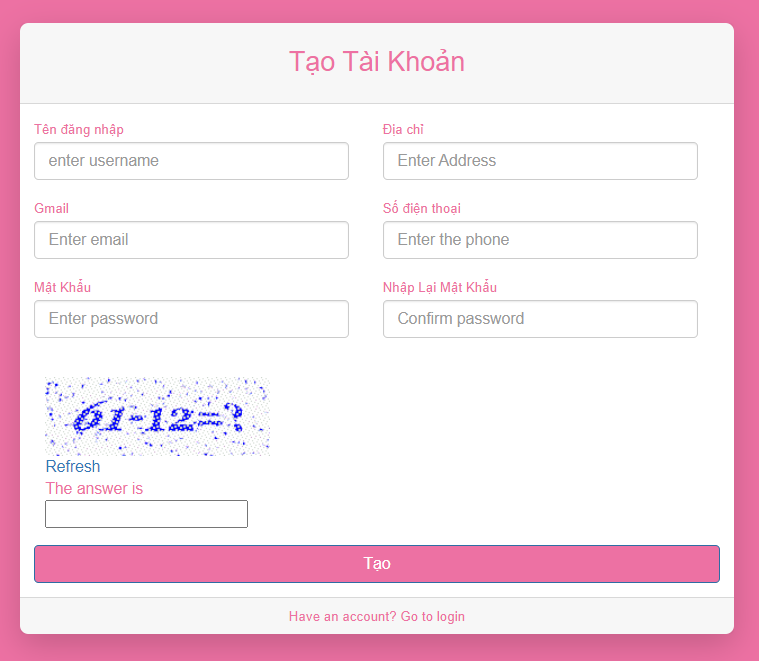 Tạo Tài Khoản
Tên đăng nhập
enter username
Địa chỉ
Enter Address
Gmail
Enter email
Số điện thoại
Enter the phone
Mật Khẩu
Enter password
Nhập Lại Mật Khẩu
Confirm password
Refresh
The answer is
Tạo
Have an account? Go to login